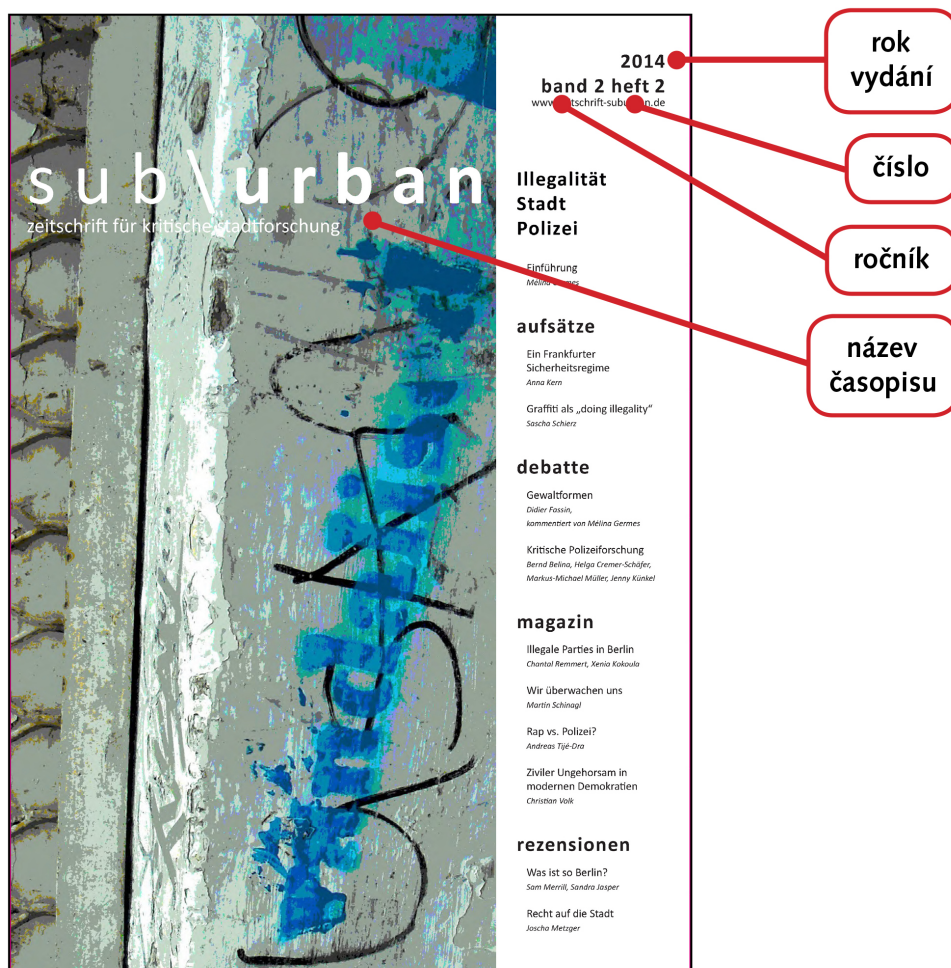 2014
band 2 heft 2
sub\urban
zeitschrift für kritische stadtforschung
Illegalität
Stadt
Polizei
Einführung
aufsätze
Ein Frankfurter
Sicherheitsregime
Anna Kern
Graffiti als „doing illegality“
Sascha Schierz
debatte
Gewaltformen
Didier Fassin,
kommentiert von Mélina Germes
Kritische Polizeiforschung
Bernd Belina, Helga Cremer-Schäfer,
Markus-Michael Müller, Jenny Künkel
magazin
Illegale Parties in Berlin
Chantal Remmert, Xenia Kokoula
Wir überwachen uns
Martin Schinagl
Rap vs. Polizei?
Andreas Tijé-Dra
Ziviler Ungehorsam in
modernen Demokratien
Christian Volk
rezensionen
Was ist so Berlin?
Sam Merrill, Sandra Jasper
Recht auf die Stadt
Joscha Metzger
rok
vydání
číslo
ročník
název
časopisu